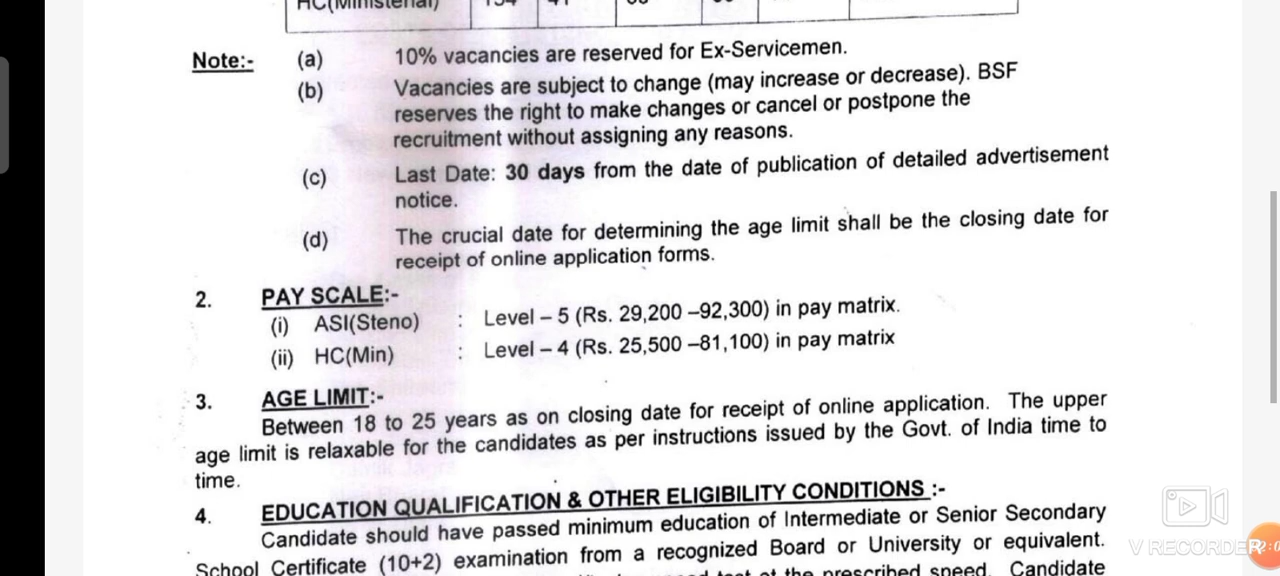 HC(Ministerial)
Note:- (a) 10% vacancies are reserved for Ex-Servicemen.
(b) Vacancies are subject to change (may increase or decrease). BSF
reserves the right to make changes or cancel or postpone the
recruitment without assigning any reasons.
(c) Last Date: 30 days from the date of publication of detailed advertisement
notice.
(d) The crucial date for determining the age limit shall be the closing date for
receipt of online application forms.
2. PAY SCALE:-
(i) ASI(Steno) : Level – 5 (Rs. 29,200 –92,300) in pay matrix.
(ii) HC(Min) : Level – 4 (Rs. 25,500 –81,100) in pay matrix
3. AGE LIMIT:-
Between 18 to 25 years as on closing date for receipt of online application. The upper
age limit is relaxable for the candidates as per instructions issued by the Govt. of India time to
time.
4. EDUCATION QUALIFICATION & OTHER ELIGIBILITY CONDITIONS :-
Candidate should have passed minimum education of Intermediate or Senior Secondary
School Certificate (10+2) examination from a recognized Board or University or equivalent.
test at the prescribed speed. Candidate
V RECORDER